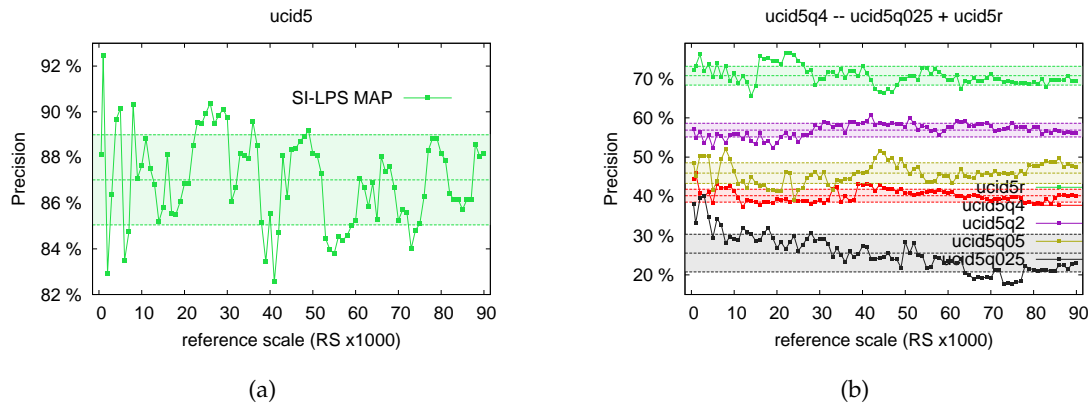 ucid5
92 %
90 %
88 %
86 %
84 %
82 %
Precision
SI-LPS MAP
0 10 20 30 40 50 60 70 80 90
reference scale (RS x1000)
(a)
ucid5q4 -- ucid5q025 + ucid5r
70 %
60 %
50 %
40 %
30 %
20 %
Precision
ucid5r
ucid5q4
ucid5q2
ucid5q05
ucid5q025
0 10 20 30 40 50 60 70 80 90
reference scale (RS x1000)
(b)